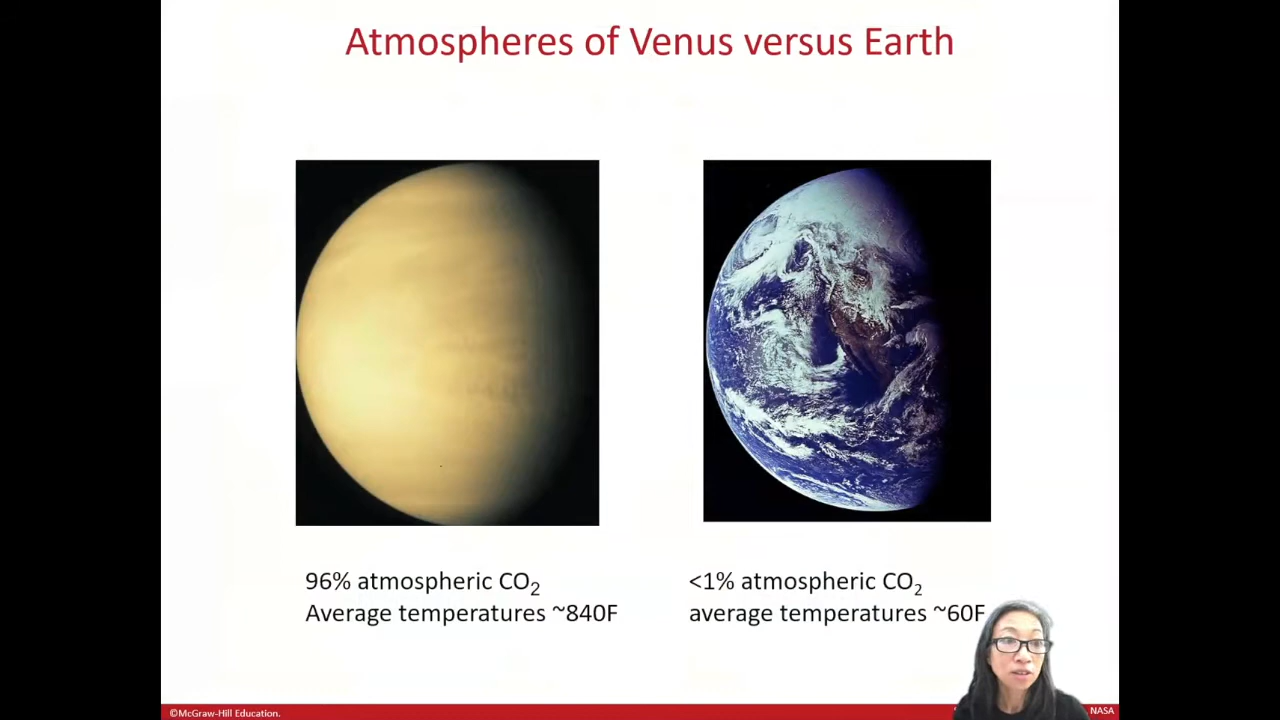 Atmospheres of Venus versus Earth
96% atmospheric CO₂
Average temperatures ~840F
<1% atmospheric CO₂
average temperatures ~60F
©McGraw-Hill Education.
NASA